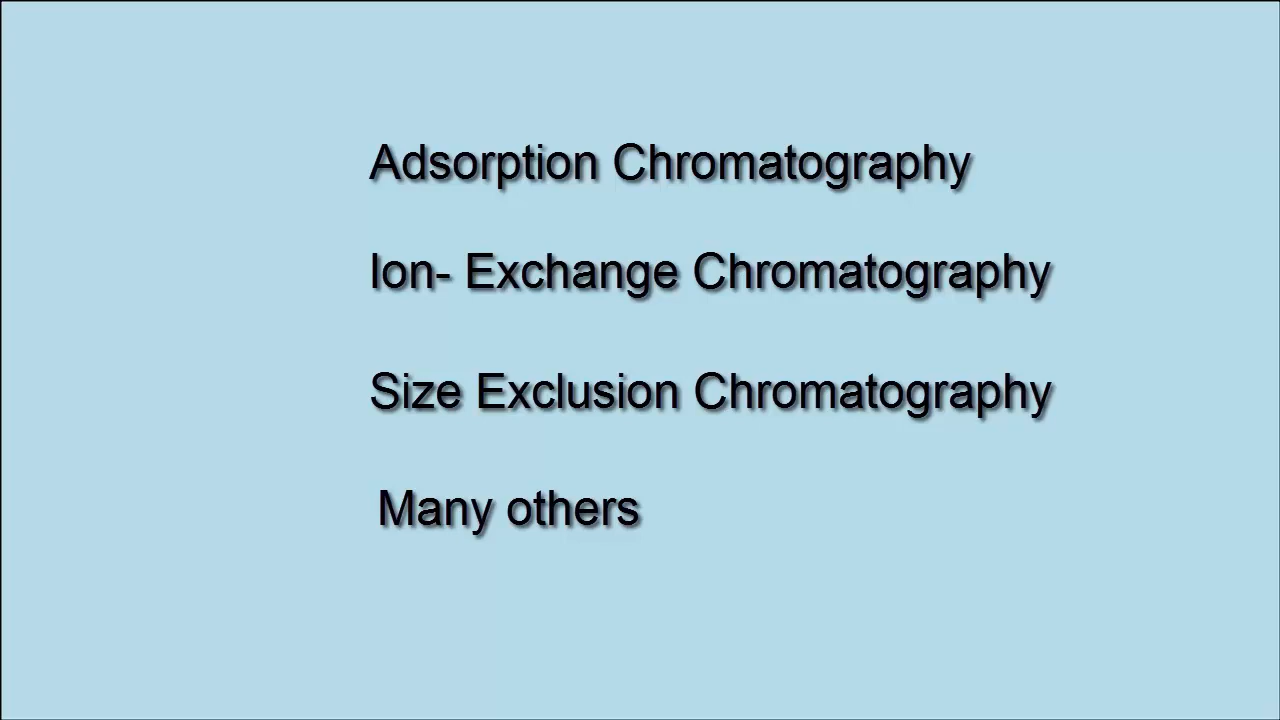 Adsorption Chromatography
Ion- Exchange Chromatography
Size Exclusion Chromatography
Many others